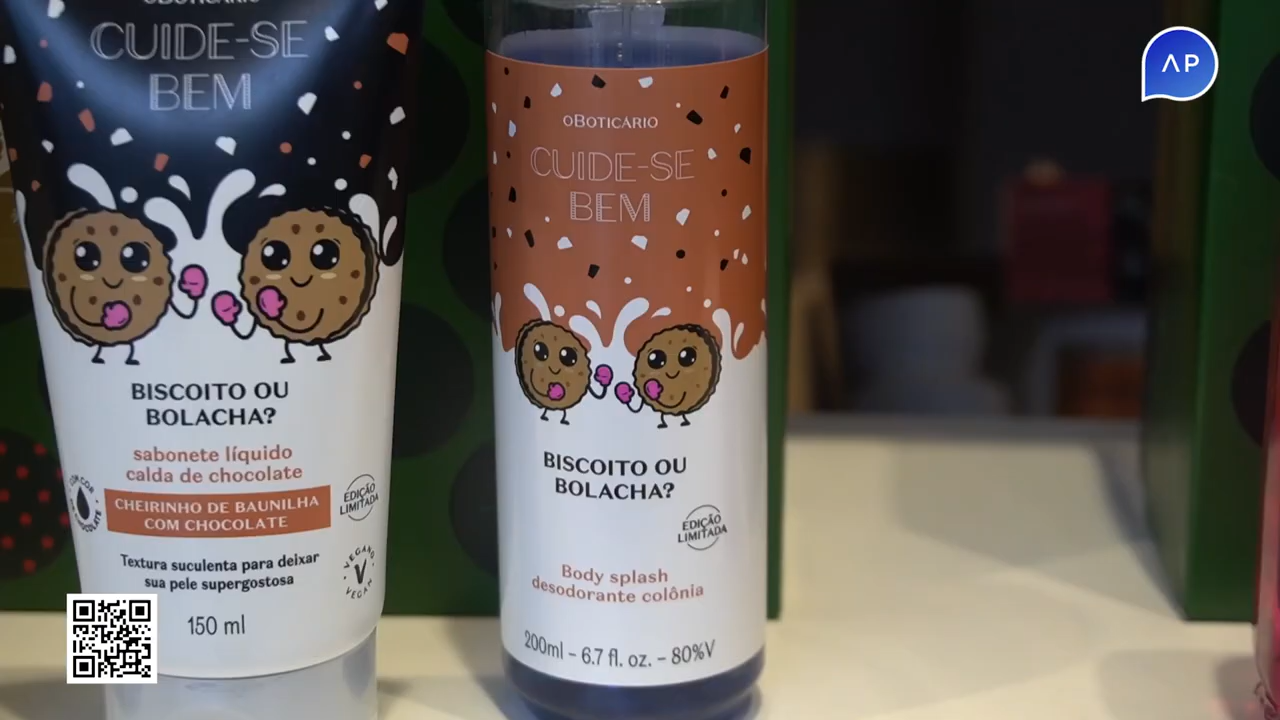 oBOTICÁRIO
CUIDE-SE
BEM
BISCOITO OU
BOLACHA?
sabonete líquido
calda de chocolate
CHEIRINHO DE BAUNILHA
COM CHOCOLATE
EDIÇÃO
LIMITADA
Textura suculenta para deixar
sua pele supergostosa
VEGANO
VEGAN
150 ml
oBOTICÁRIO
CUIDE-SE
BEM
BISCOITO OU
BOLACHA?
EDIÇÃO
LIMITADA
Body splash
desodorante colônia
200ml – 6.7 fl. oz. – 80%V
AP